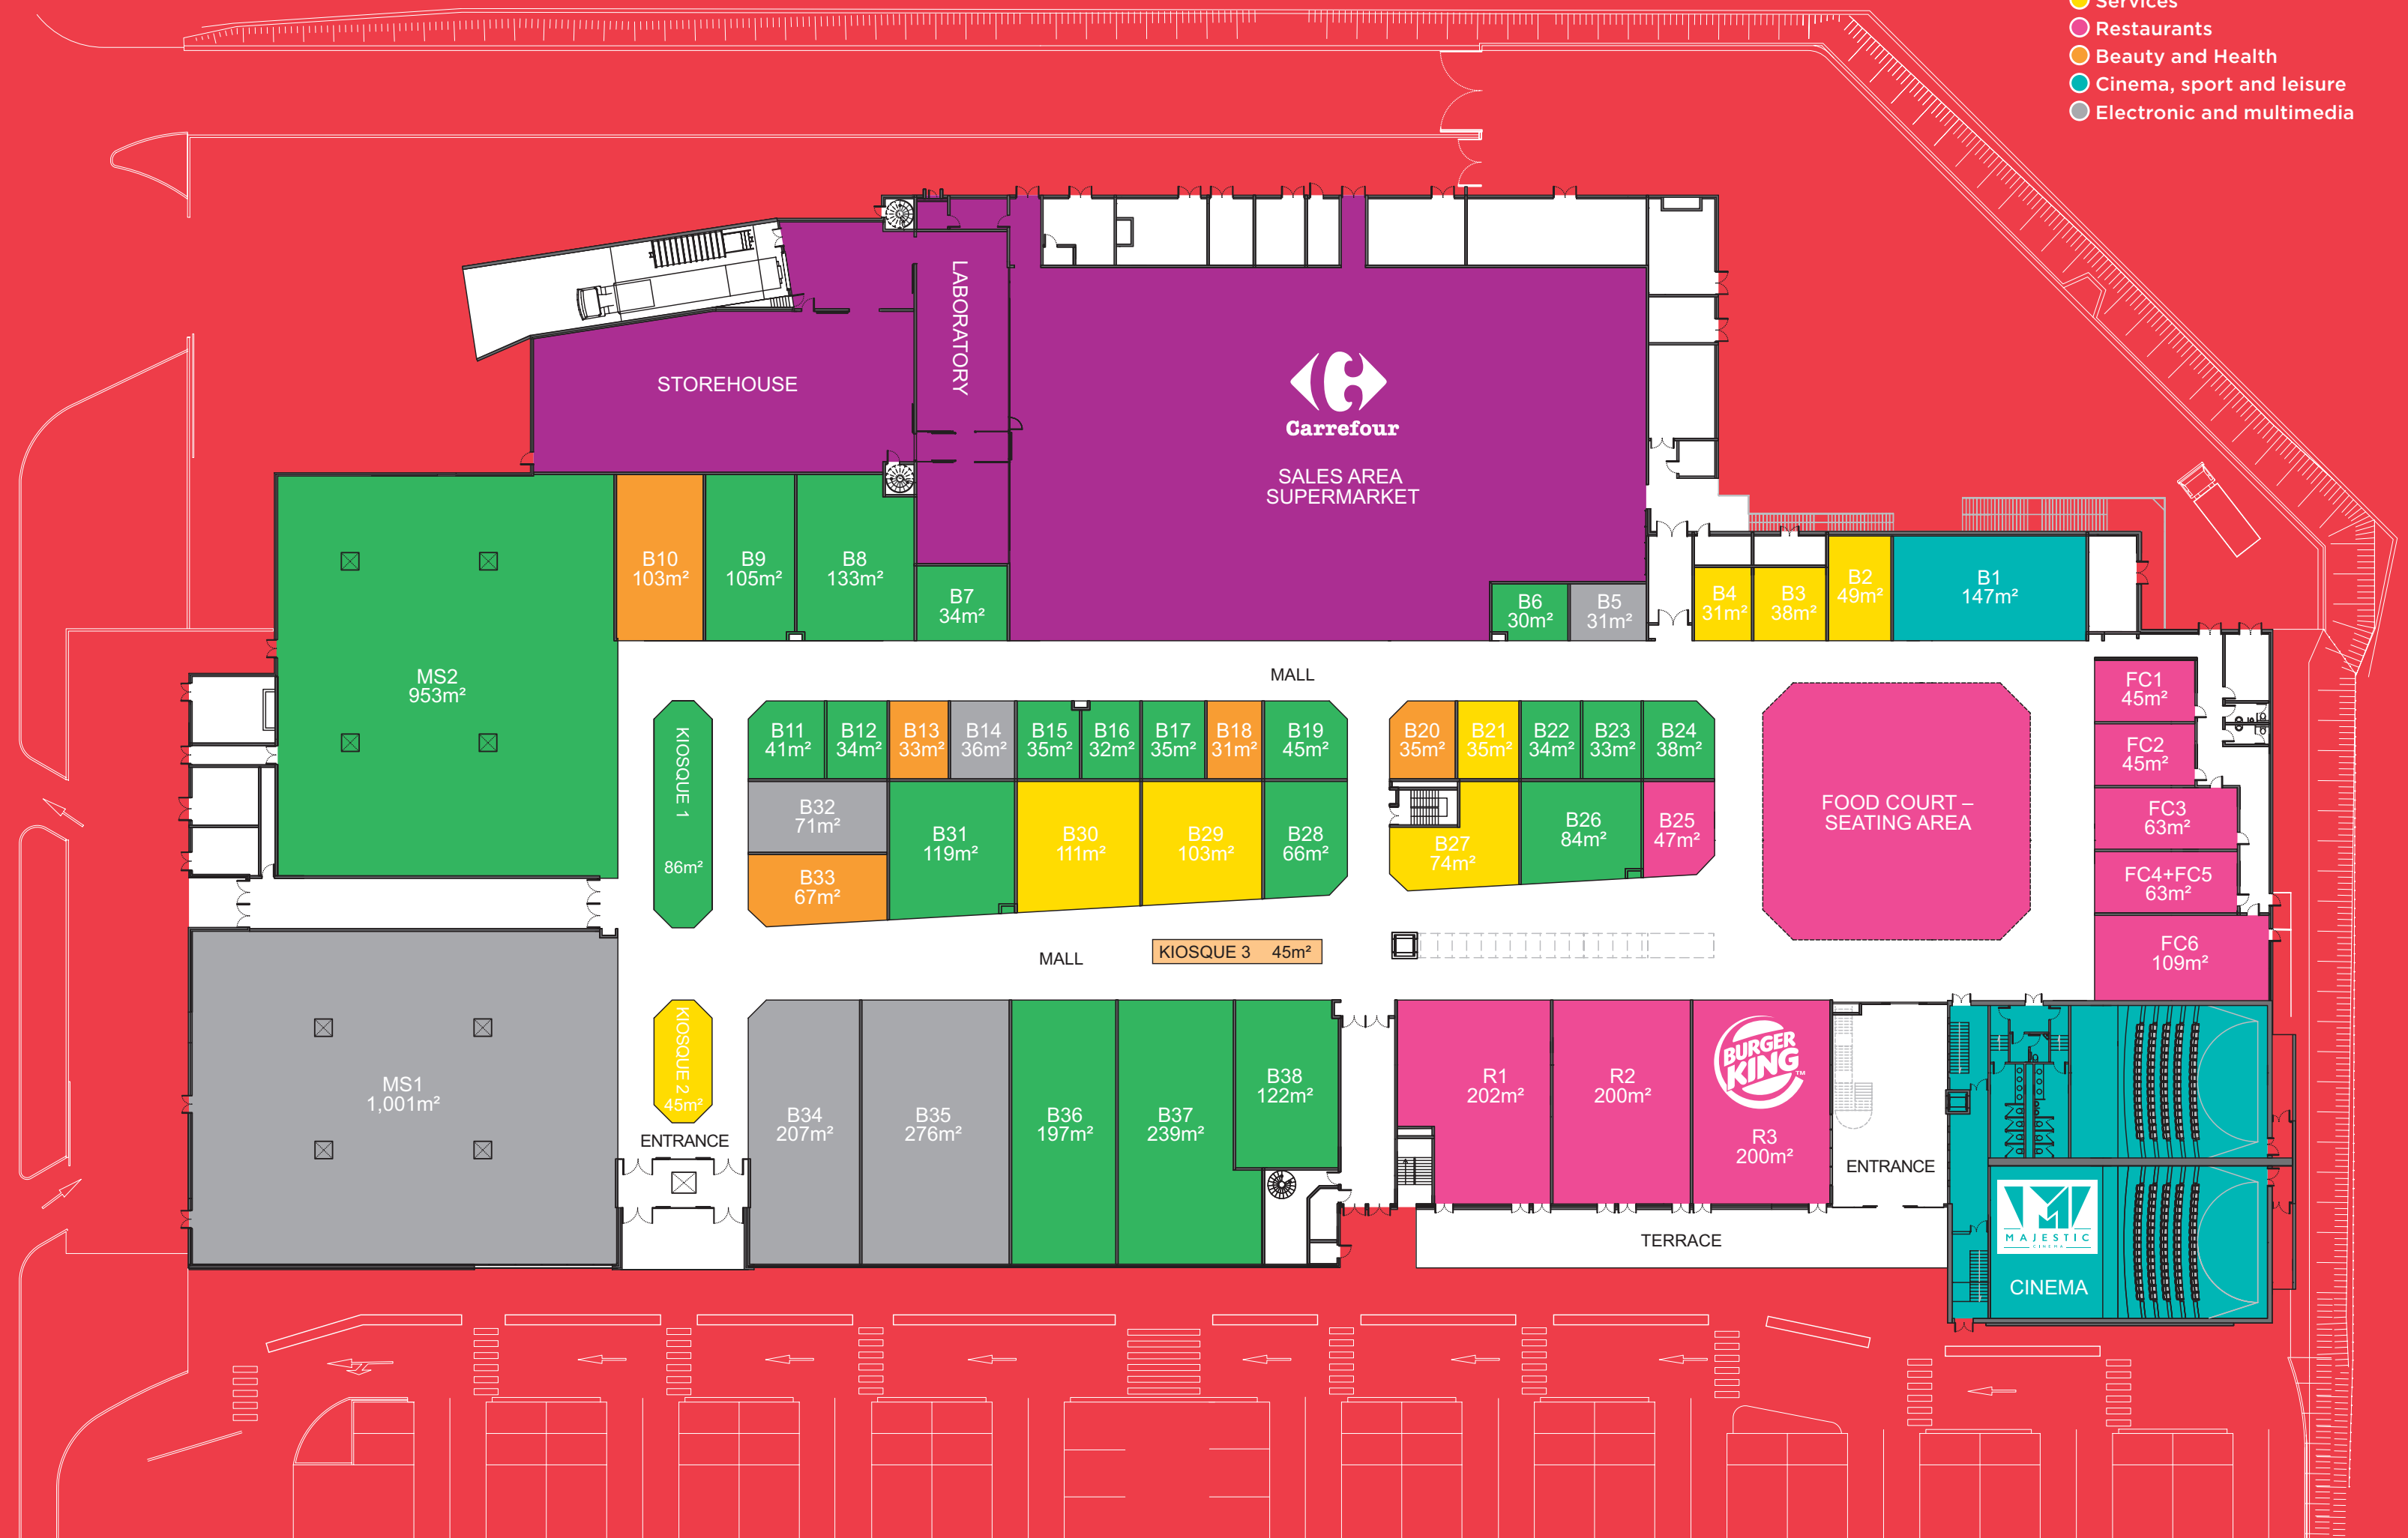 Services
Restaurants
Beauty and Health
Cinema, sport and leisure
Electronic and multimedia
LABORATORY
STOREHOUSE
Carrefour
SALES AREA
SUPERMARKET
B10
103m²
B9
105m²
B8
133m²
B7
34m²
B6
30m²
B5
31m²
B4
31m²
B3
38m²
B2
49m²
B1
147m²
MS2
953m²
MALL
KIOSQUE 1
86m²
B11
41m²
B12
34m²
B13
33m²
B14
36m²
B15
35m²
B16
32m²
B17
35m²
B18
31m²
B19
45m²
B20
35m²
B21
35m²
B22
34m²
B23
33m²
B24
38m²
FC1
45m²
FC2
45m²
FC3
63m²
FC4+FC5
63m²
FC6
109m²
FOOD COURT –
SEATING AREA
B32
71m²
B33
67m²
B31
119m²
B30
111m²
B29
103m²
B28
66m²
B27
74m²
B26
84m²
B25
47m²
MALL
KIOSQUE 3 45m²
MS1
1,001m²
KIOSQUE 2
45m²
ENTRANCE
B34
207m²
B35
276m²
B36
197m²
B37
239m²
B38
122m²
R1
202m²
R2
200m²
BURGER
KING™
R3
200m²
ENTRANCE
TERRACE
MAJESTIC
CINEMA
CINEMA